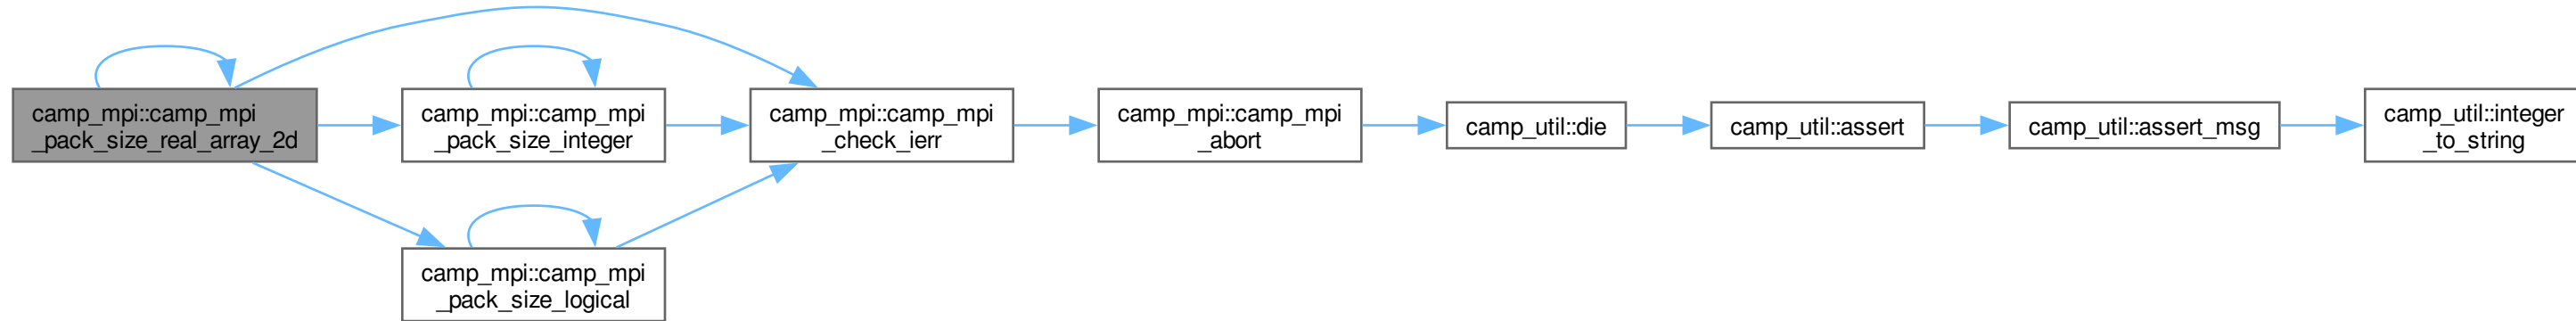 camp_mpi::camp_mpi
_pack_size_real_array_2d
camp_mpi::camp_mpi
_pack_size_integer
camp_mpi::camp_mpi
_check_ierr
camp_mpi::camp_mpi
_abort
camp_util::die
camp_util::assert
camp_util::assert_msg
camp_util::integer
_to_string
camp_mpi::camp_mpi
_pack_size_logical